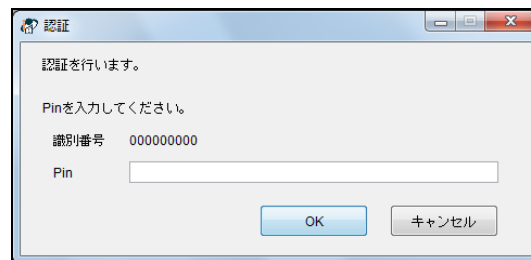 認証
認証を行います。
Pinを入力してください。
識別番号 000000000
Pin
OK キャンセル